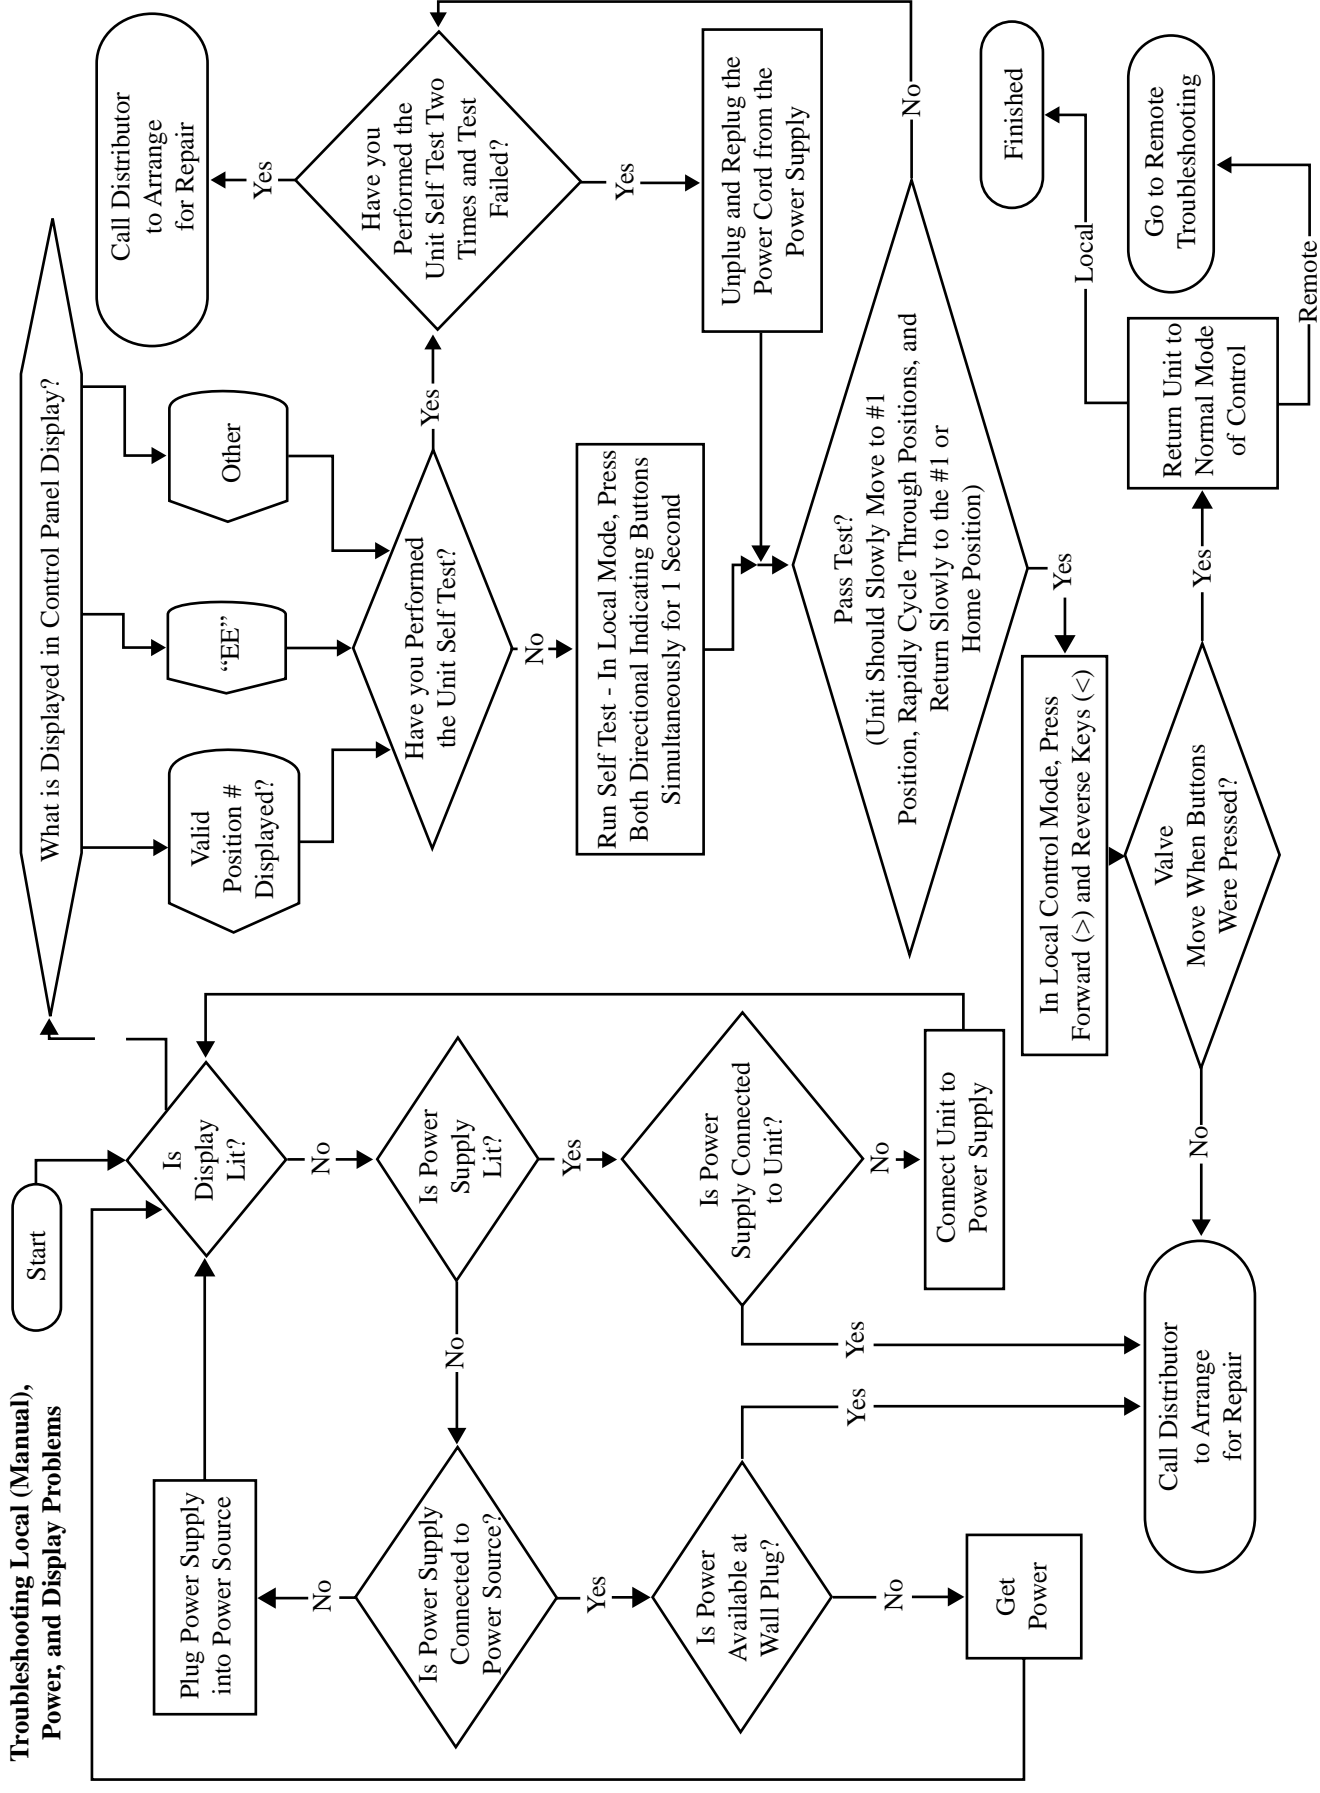 Troubleshooting Local (Manual),
Power, and Display Problems
Start
Is
Display
Lit?
No
Is Power
Supply
Lit?
No
Yes
Is Power Supply
Connected to
Power Source?
No
Plug Power Supply
into Power Source
Yes
Is Power
Available at
Wall Plug?
No
Get
Power
Yes
Is Power
Supply Connected
to Unit?
Yes
No
Connect Unit to
Power Supply
Call Distributor
to Arrange
for Repair
What is Displayed in Control Panel Display?
Valid
Position #
Displayed?
“EE”
Other
Have you Performed
the Unit Self Test?
Yes
No
Have you
Performed the
Unit Self Test Two
Times and Test
Failed?
Yes
Call Distributor
to Arrange
for Repair
Yes
Unplug and Replug the
Power Cord from the
Power Supply
Run Self Test - In Local Mode, Press
Both Directional Indicating Buttons
Simultaneously for 1 Second
Pass Test?
(Unit Should Slowly Move to #1
Position, Rapidly Cycle Through Positions, and
Return Slowly to the #1 or
Home Position)
No
Yes
In Local Control Mode, Press
Forward (>) and Reverse Keys (<)
Valve
Move When Buttons
Were Pressed?
No
Yes
Return Unit to
Normal Mode
of Control
Local
Finished
Remote
Go to Remote
Troubleshooting